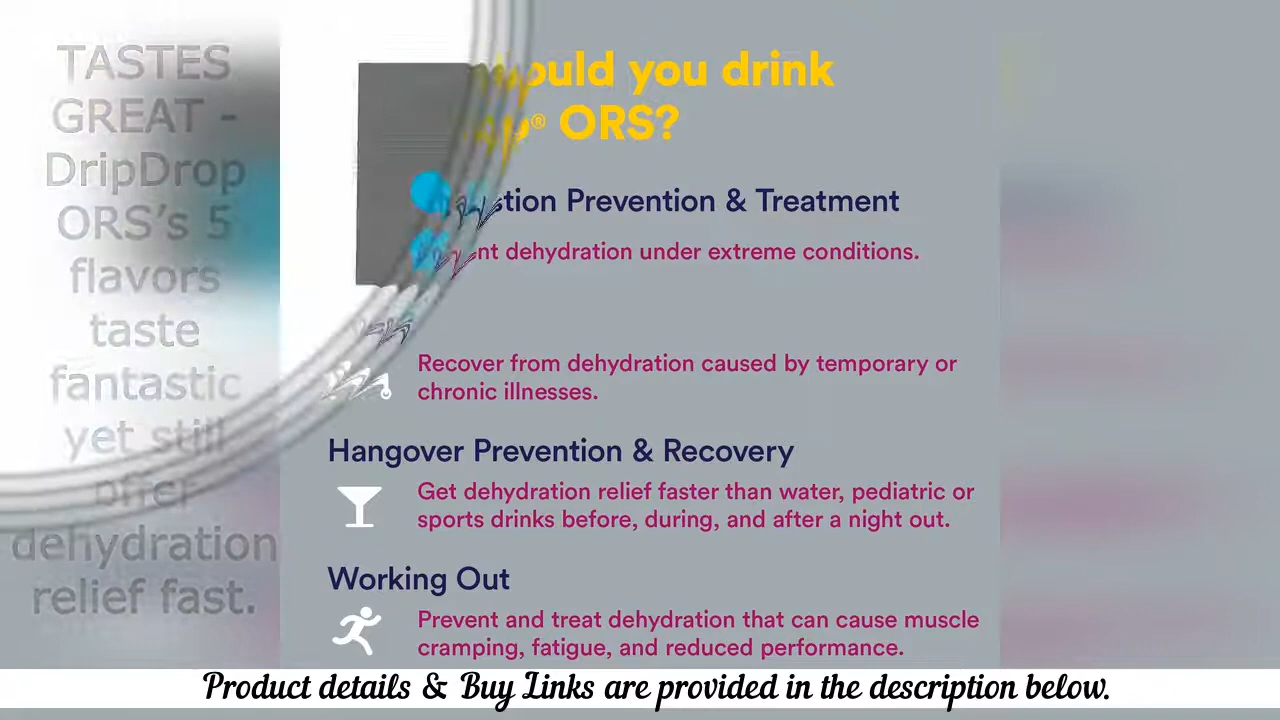 TASTES
GREAT -
DripDrop
ORS's 5
flavors
taste
fantastic
yet still
offer
dehydration
relief fast.
ould you drink
® ORS?
tion Prevention & Treatment
nt dehydration under extreme conditions.
Recover from dehydration caused by temporary or
chronic illnesses.
Hangover Prevention & Recovery
Get dehydration relief faster than water, pediatric or
sports drinks before, during, and after a night out.
Working Out
Prevent and treat dehydration that can cause muscle
cramping, fatigue, and reduced performance.
Product details & Buy Links are provided in the description below.